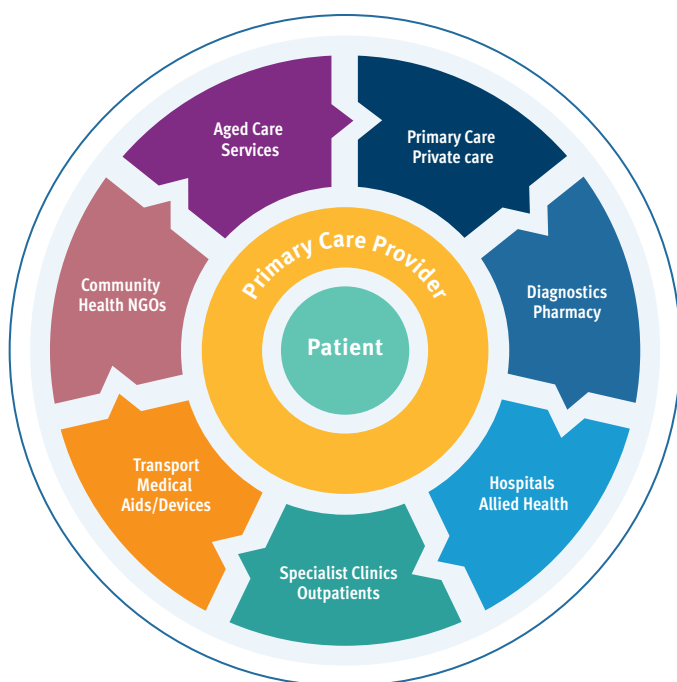 Aged Care
Services
Primary Care
Private care
Primary Care Provider
Community
Health NGOs
Diagnostics
Pharmacy
Patient
Transport
Medical
Aids/Devices
Hospitals
Allied Health
Specialist Clinics
Outpatients